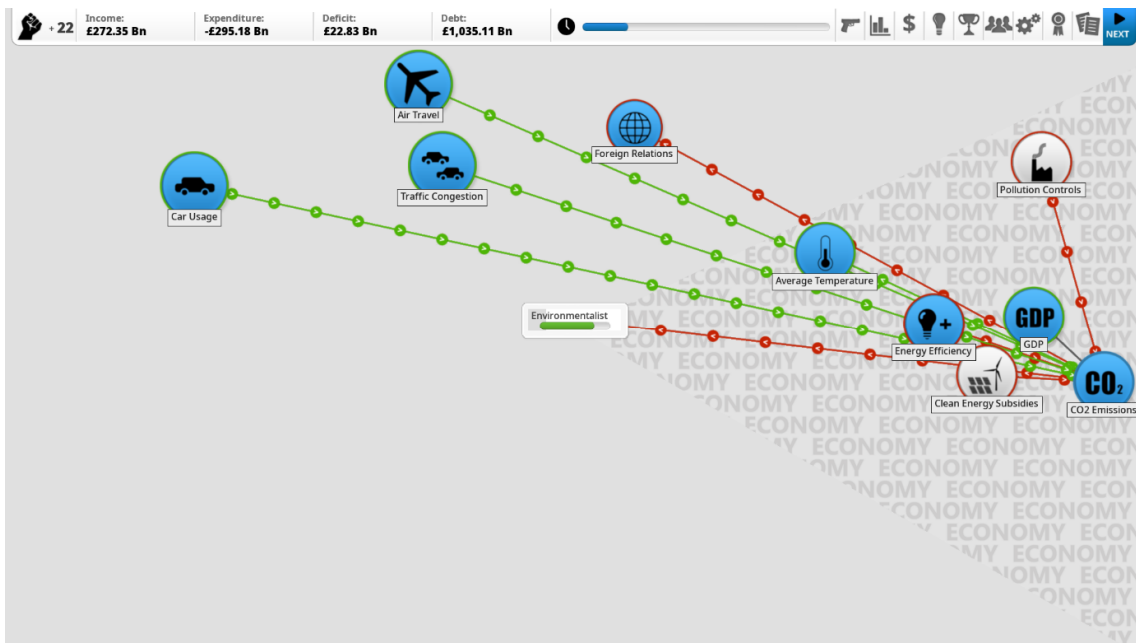 + 22
Income:
£272.35 Bn
Expenditure:
-£295.18 Bn
Deficit:
£22.83 Bn
Debt:
£1,035.11 Bn
$
NEXT
Air Travel
Foreign Relations
Traffic Congestion
Pollution Controls
Car Usage
Average Temperature
Environmentalist
GDP
GDP
Energy Efficiency
CO2
Clean Energy Subsidies
CO2 Emissions
ECONOMY ECONOMY ECONOMY